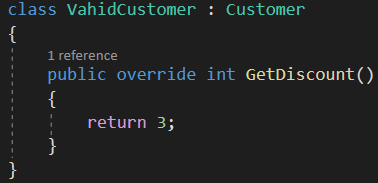 class VahidCustomer : Customer
{
1 reference
public override int GetDiscount()
{
return 3;
}
}